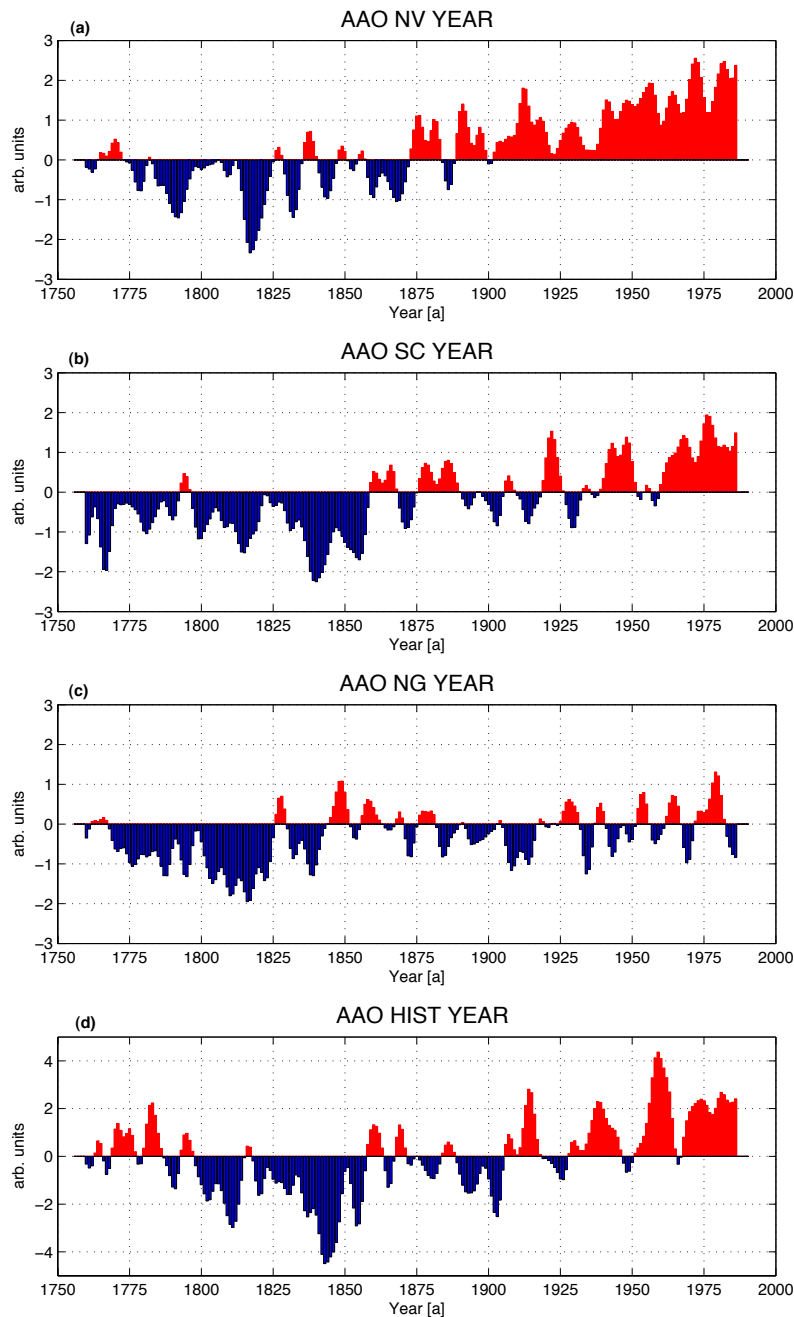 (a) AAO NV YEAR
3
2
1
0
−1
−2
−3
arb. units
1750 1775 1800 1825 1850 1875 1900 1925 1950 1975 2000
Year [a]
(b) AAO SC YEAR
3
2
1
0
−1
−2
−3
arb. units
1750 1775 1800 1825 1850 1875 1900 1925 1950 1975 2000
Year [a]
(c) AAO NG YEAR
3
2
1
0
−1
−2
−3
arb. units
1750 1775 1800 1825 1850 1875 1900 1925 1950 1975 2000
Year [a]
(d) AAO HIST YEAR
4
2
0
−2
−4
arb. units
1750 1775 1800 1825 1850 1875 1900 1925 1950 1975 2000
Year [a]